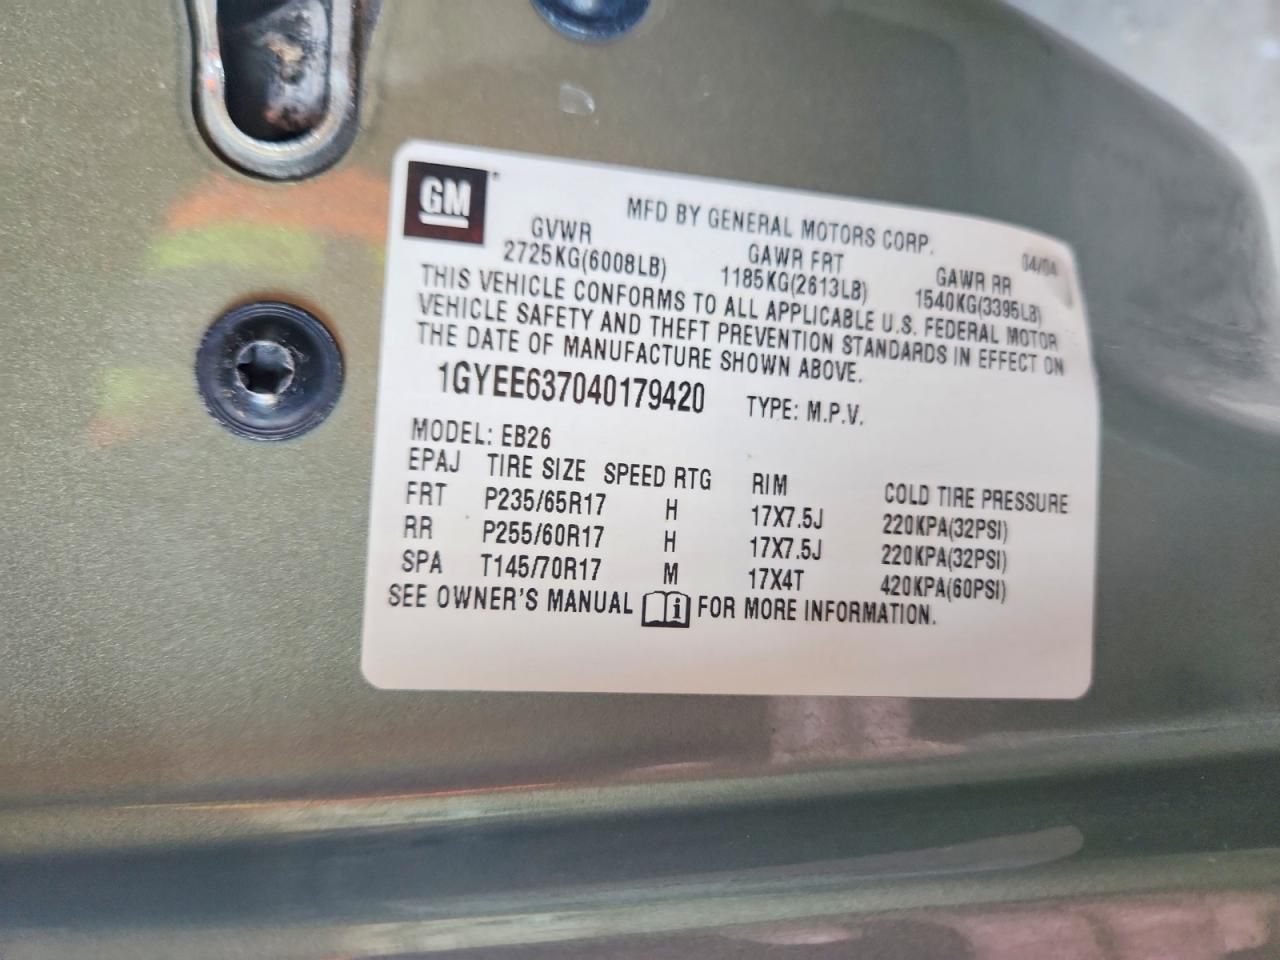 GM
MFD BY GENERAL MOTORS CORP. 04/04
GVWR GAWR FRT GAWR RR
2725KG(6008LB) 1185KG(2613LB) 1540KG(3395LB)
THIS VEHICLE CONFORMS TO ALL APPLICABLE U.S. FEDERAL MOTOR
VEHICLE SAFETY AND THEFT PREVENTION STANDARDS IN EFFECT ON
THE DATE OF MANUFACTURE SHOWN ABOVE.
1GYEE637040179420 TYPE: M.P.V.
MODEL: EB26
EPAJ TIRE SIZE SPEED RTG RIM COLD TIRE PRESSURE
FRT P235/65R17 H 17X7.5J 220KPA(32PSI)
RR P255/60R17 H 17X7.5J 220KPA(32PSI)
SPA T145/70R17 M 17X4T 420KPA(60PSI)
SEE OWNER'S MANUAL FOR MORE INFORMATION.